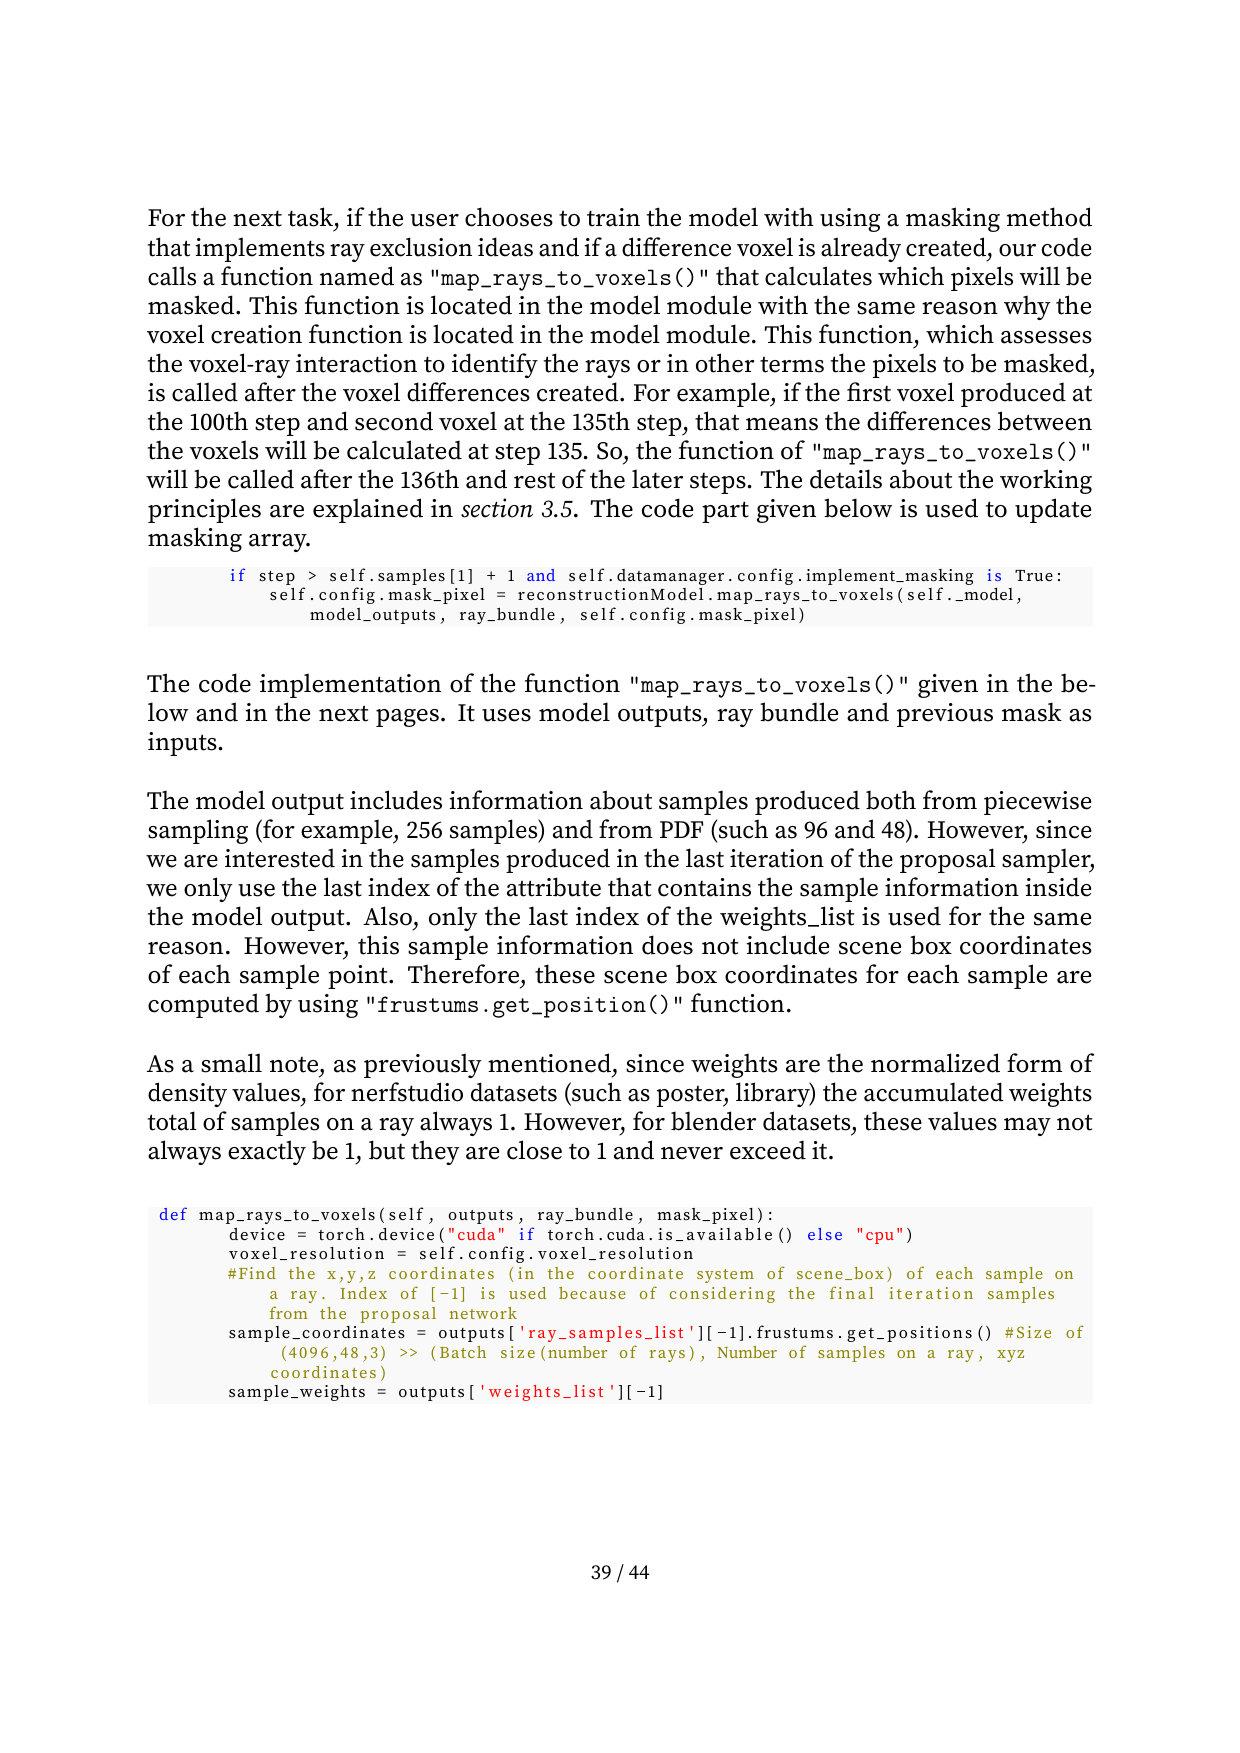 For the next task, if the user chooses to train the model with using a masking method
that implements ray exclusion ideas and if a difference voxel is already created, our code
calls a function named as "map_rays_to_voxels()" that calculates which pixels will be
masked. This function is located in the model module with the same reason why the
voxel creation function is located in the model module. This function, which assesses
the voxel-ray interaction to identify the rays or in other terms the pixels to be masked,
is called after the voxel differences created. For example, if the first voxel produced at
the 100th step and second voxel at the 135th step, that means the differences between
the voxels will be calculated at step 135. So, the function of "map_rays_to_voxels()"
will be called after the 136th and rest of the later steps. The details about the working
principles are explained in section 3.5. The code part given below is used to update
masking array.
if step > self.samples[1] + 1 and self.datamanager.config.implement_masking is True:
self.config.mask_pixel = reconstructionModel.map_rays_to_voxels(self._model,
model_outputs, ray_bundle, self.config.mask_pixel)
The code implementation of the function "map_rays_to_voxels()" given in the be-
low and in the next pages. It uses model outputs, ray bundle and previous mask as
inputs.
The model output includes information about samples produced both from piecewise
sampling (for example, 256 samples) and from PDF (such as 96 and 48). However, since
we are interested in the samples produced in the last iteration of the proposal sampler,
we only use the last index of the attribute that contains the sample information inside
the model output. Also, only the last index of the weights_list is used for the same
reason. However, this sample information does not include scene box coordinates
of each sample point. Therefore, these scene box coordinates for each sample are
computed by using "frustums.get_position()" function.
As a small note, as previously mentioned, since weights are the normalized form of
density values, for nerfstudio datasets (such as poster, library) the accumulated weights
total of samples on a ray always 1. However, for blender datasets, these values may not
always exactly be 1, but they are close to 1 and never exceed it.
def map_rays_to_voxels(self, outputs, ray_bundle, mask_pixel):
device = torch.device("cuda" if torch.cuda.is_available() else "cpu")
voxel_resolution = self.config.voxel_resolution
#Find the x,y,z coordinates (in the coordinate system of scene_box) of each sample on
a ray. Index of [-1] is used because of considering the final iteration samples
from the proposal network
sample_coordinates = outputs['ray_samples_list'][-1].frustums.get_positions() #Size of
(4096,48,3) >> (Batch size(number of rays), Number of samples on a ray, xyz
coordinates)
sample_weights = outputs['weights_list'][-1]
39 / 44